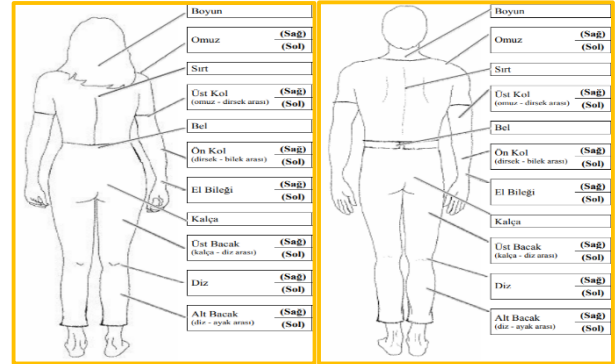 Boyun
Omuz (Sağ)
(Sol)
Sırt
Üst Kol (Sağ)
(omuz - dirsek arası) (Sol)
Bel
Ön Kol (Sağ)
(dirsek - bilek arası) (Sol)
El Bileği (Sağ)
(Sol)
Kalça
Üst Bacak (Sağ)
(kalça - diz arası) (Sol)
Diz (Sağ)
(Sol)
Alt Bacak (Sağ)
(diz - ayak arası) (Sol)
Boyun
Omuz (Sağ)
(Sol)
Sırt
Üst Kol (Sağ)
(omuz - dirsek arası) (Sol)
Bel
Ön Kol (Sağ)
(dirsek - bilek arası) (Sol)
El Bileği (Sağ)
(Sol)
Kalça
Üst Bacak (Sağ)
(kalça - diz arası) (Sol)
Diz (Sağ)
(Sol)
Alt Bacak (Sağ)
(diz - ayak arası) (Sol)